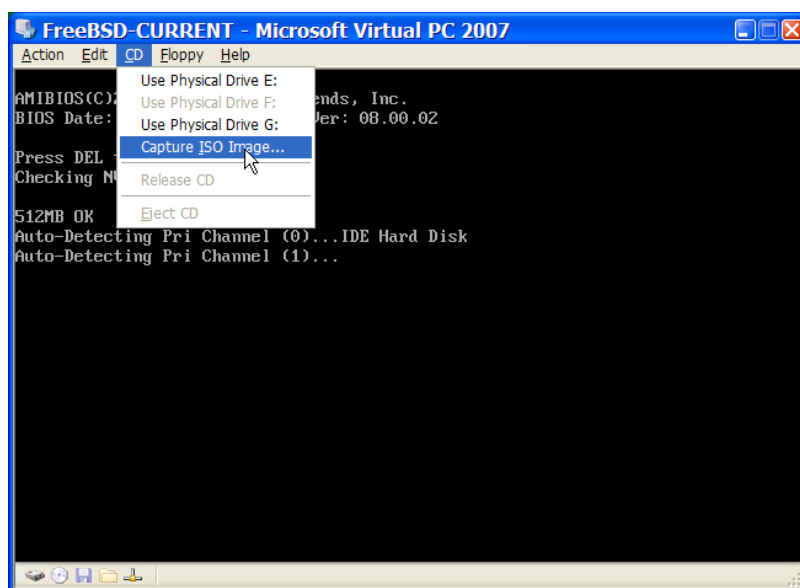 FreeBSD-CURRENT - Microsoft Virtual PC 2007
Action Edit CD Floppy Help
Use Physical Drive E:
Use Physical Drive F:
Use Physical Drive G:
Capture ISO Image...
Release CD
Eject CD
AMIBIOS(C) ends, Inc.
BIOS Date: Ver: 08.00.02
Press DEL
Checking
512MB OK
Auto-Detecting Pri Channel (0)...IDE Hard Disk
Auto-Detecting Pri Channel (1)...